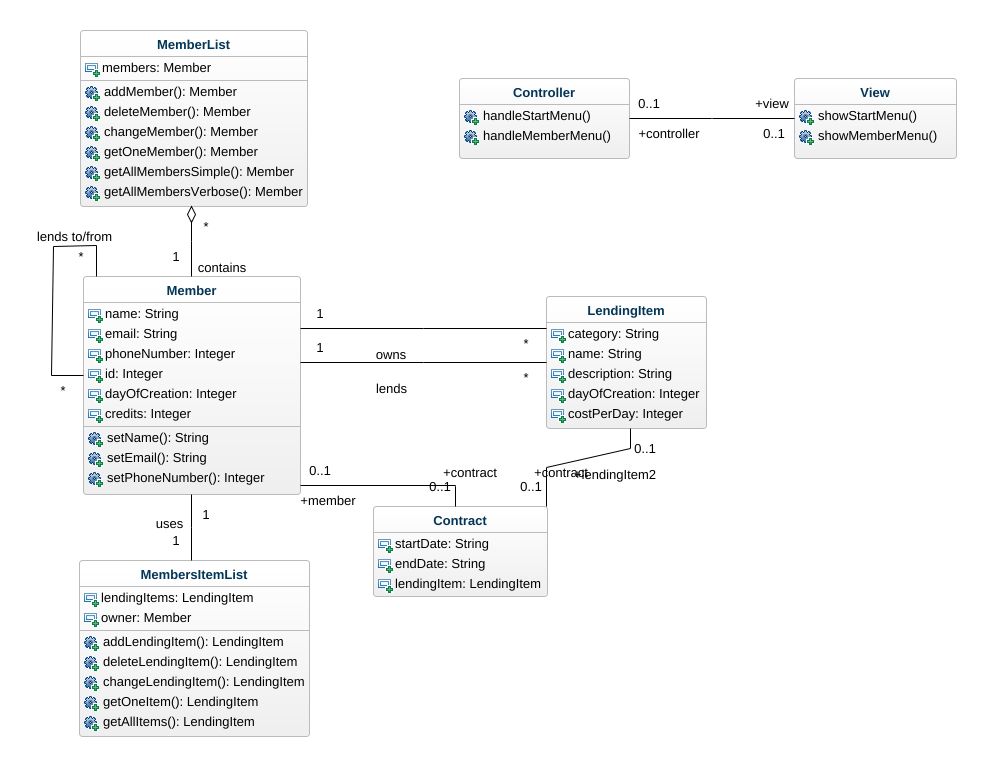 MemberList
members: Member
addMember(): Member
deleteMember(): Member
changeMember(): Member
getOneMember(): Member
getAllMembersSimple(): Member
getAllMembersVerbose(): Member
Controller
handleStartMenu()
handleMemberMenu()
0..1
+view
+controller
0..1
View
showStartMenu()
showMemberMenu()
*
lends to/from
*
1
contains
*
Member
name: String
email: String
phoneNumber: Integer
id: Integer
dayOfCreation: Integer
credits: Integer
setName(): String
setEmail(): String
setPhoneNumber(): Integer
1
*
1
owns
*
lends
LendingItem
category: String
name: String
description: String
dayOfCreation: Integer
costPerDay: Integer
0..1
+lendingItem2
+contract
0..1
0..1
+contract
0..1
+member
Contract
startDate: String
endDate: String
lendingItem: LendingItem
1
uses
1
MembersItemList
lendingItems: LendingItem
owner: Member
addLendingItem(): LendingItem
deleteLendingItem(): LendingItem
changeLendingItem(): LendingItem
getOneItem(): LendingItem
getAllItems(): LendingItem